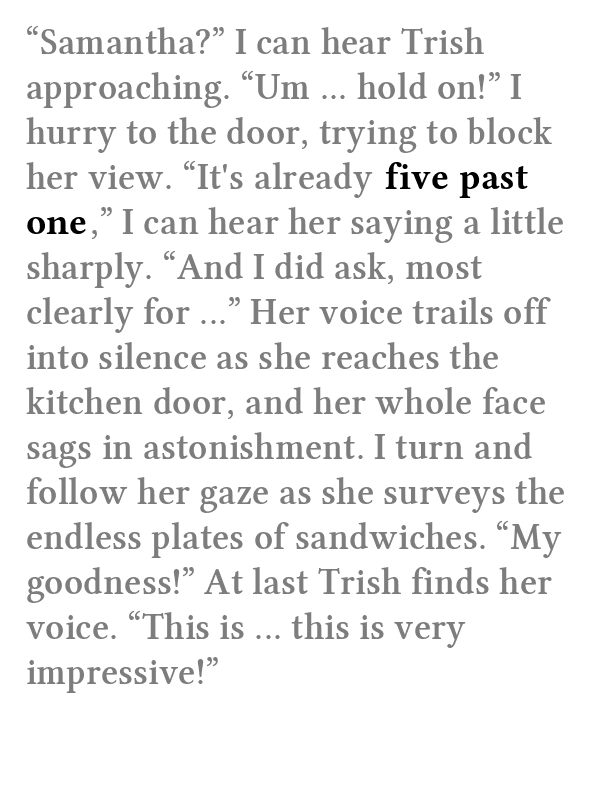 “Samantha?” I can hear Trish
approaching. “Um ... hold on!” I
hurry to the door, trying to block
her view. “It's already five past
one,” I can hear her saying a little
sharply. “And I did ask, most
clearly for ...” Her voice trails off
into silence as she reaches the
kitchen door, and her whole face
sags in astonishment. I turn and
follow her gaze as she surveys the
endless plates of sandwiches. “My
goodness!” At last Trish finds her
voice. “This is ... this is very
impressive!”